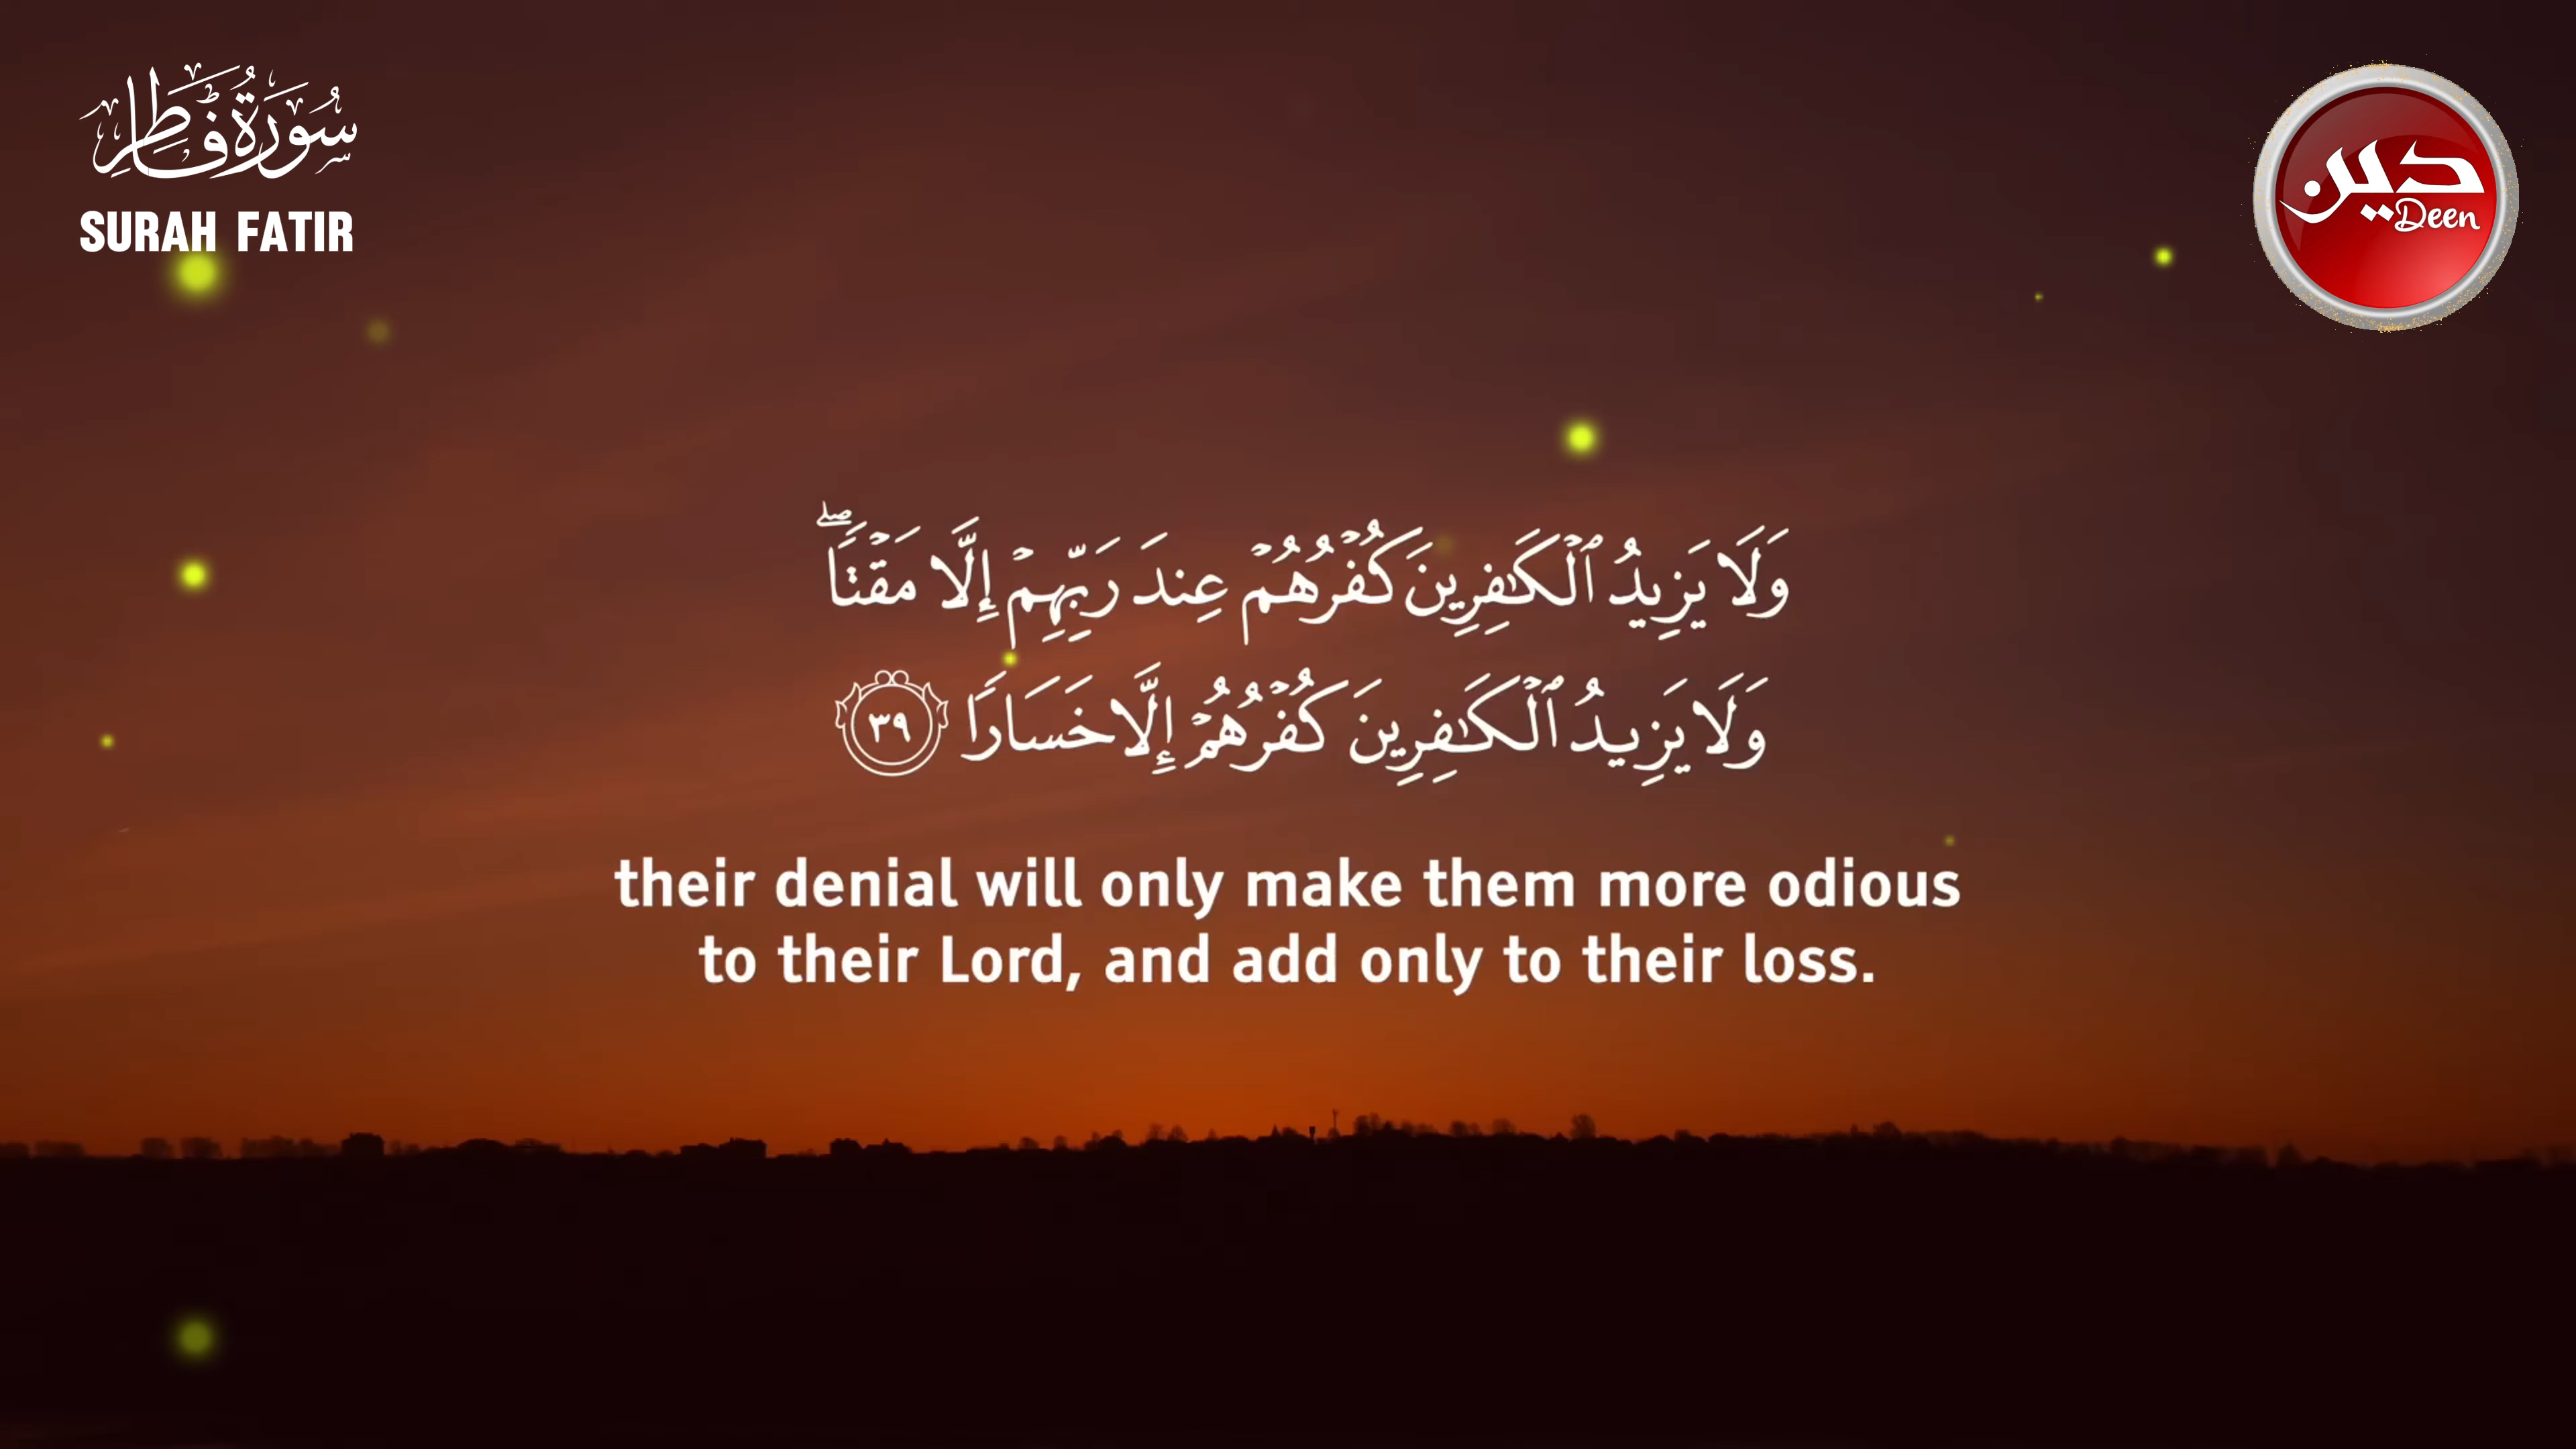 سُورَةُ فَاطِرِ
SURAH FATIR
دين
Deen
وَلَا يَزِيدُ ٱلْكَٰفِرِينَ كُفْرُهُمْ عِندَ رَبِّهِمْ إِلَّا مَقْتًا ۖ
وَلَا يَزِيدُ ٱلْكَٰفِرِينَ كُفْرُهُمْ إِلَّا خَسَارًا ٣٩
their denial will only make them more odious
to their Lord, and add only to their loss.